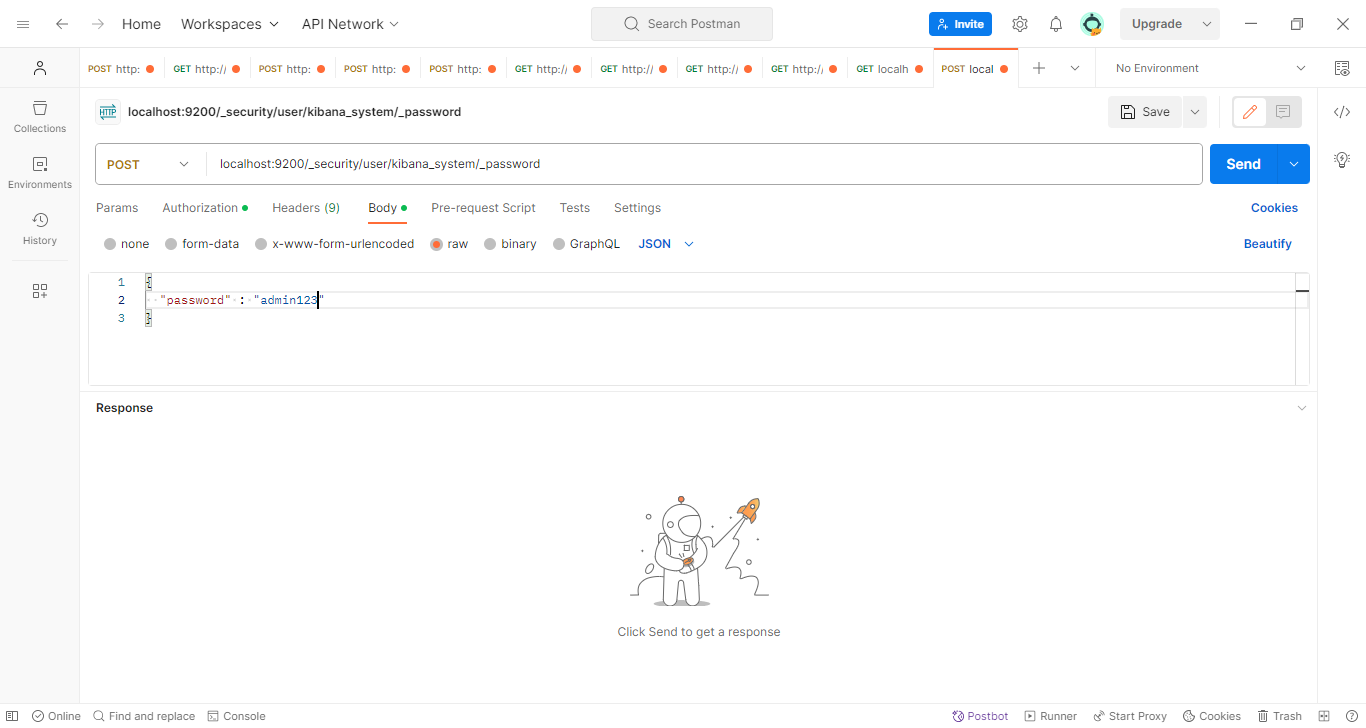 Home Workspaces API Network Search Postman Invite Upgrade
POST http: GET http:/ POST http: POST http: POST http: GET http:/ GET http:/ GET http:/ GET http:/ GET localh POST local No Environment
HTTP localhost:9200/_security/user/kibana_system/_password Save
Collections
POST localhost:9200/_security/user/kibana_system/_password Send
Environments
Params Authorization Headers (9) Body Pre-request Script Tests Settings Cookies
History
none form-data x-www-form-urlencoded raw binary GraphQL JSON Beautify
1 {
2 "password" : "admin123"
3 }
Response
Click Send to get a response
Online Find and replace Console Postbot Runner Start Proxy Cookies Trash